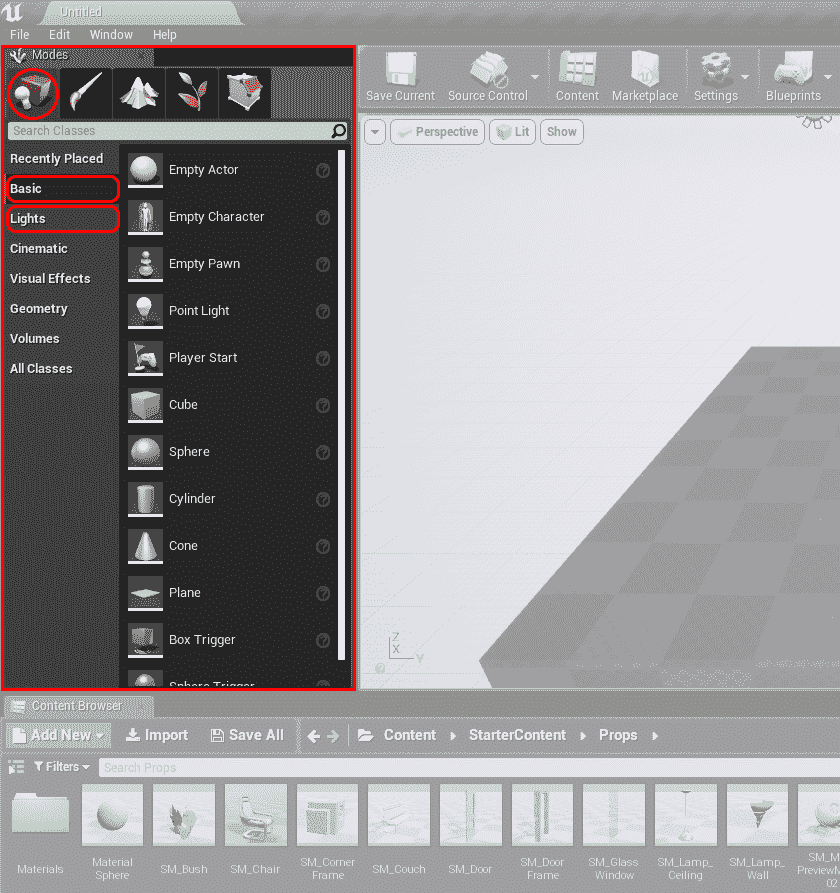 Untitled
File Edit Window Help
Modes
Save Current Source Control Content Marketplace Settings Blueprints
Search Classes
Perspective Lit Show
Recently Placed
Basic
Lights
Cinematic
Visual Effects
Geometry
Volumes
All Classes
Empty Actor
Empty Character
Empty Pawn
Point Light
Player Start
Cube
Sphere
Cylinder
Cone
Plane
Box Trigger
Sphere Trigger
Z
X
Y
Content Browser
Add New Import Save All Content StarterContent Props
Filters Search Props
Materials
Material
Sphere
SM_Bush
SM_Chair
SM_Corner
Frame
SM_Couch
SM_Door
SM_Door
Frame
SM_Glass
Window
SM_Lamp_
Ceiling
SM_Lamp_
Wall
SM_M
Preview
02